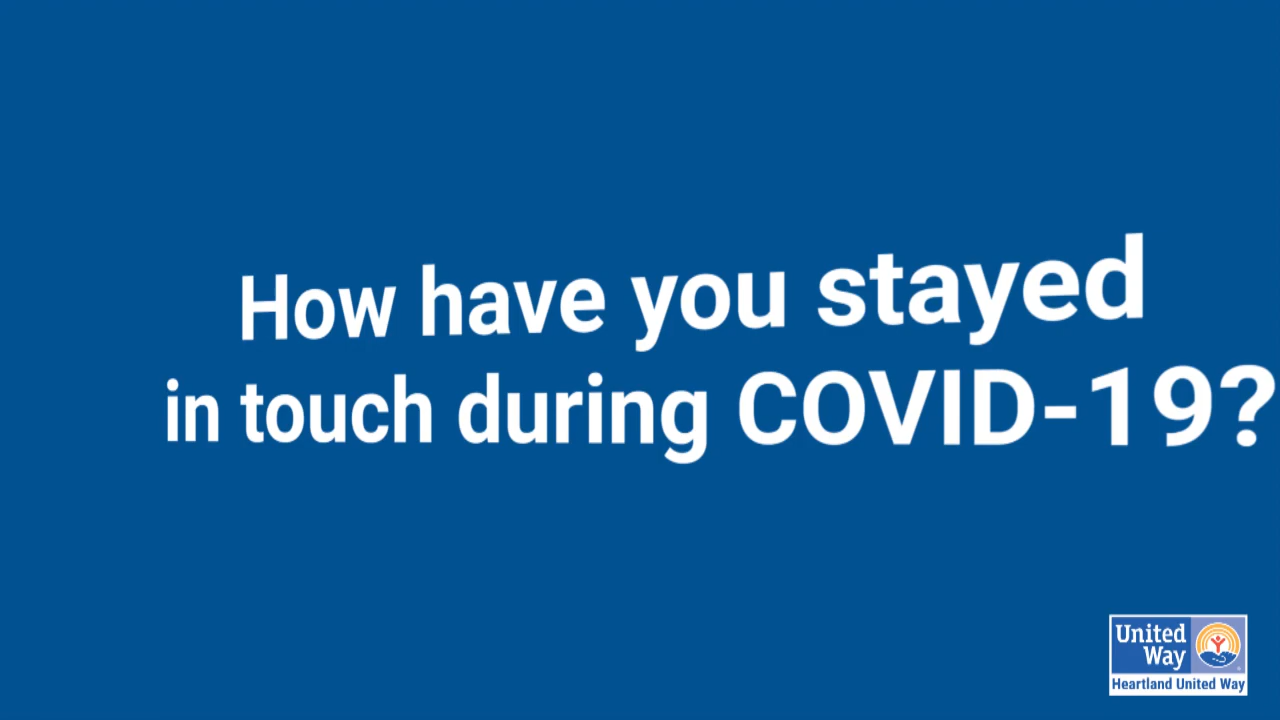 How have you stayed
in touch during COVID-19?
United
Way
Heartland United Way